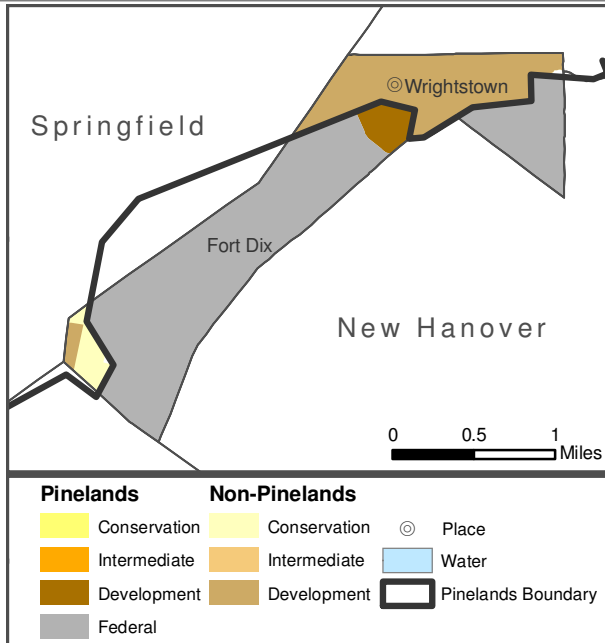 Wrightstown
Springfield
Fort Dix
New Hanover
0 0.5 1
Miles
Pinelands Non-Pinelands
Conservation Conservation Place
Intermediate Intermediate Water
Development Development Pinelands Boundary
Federal